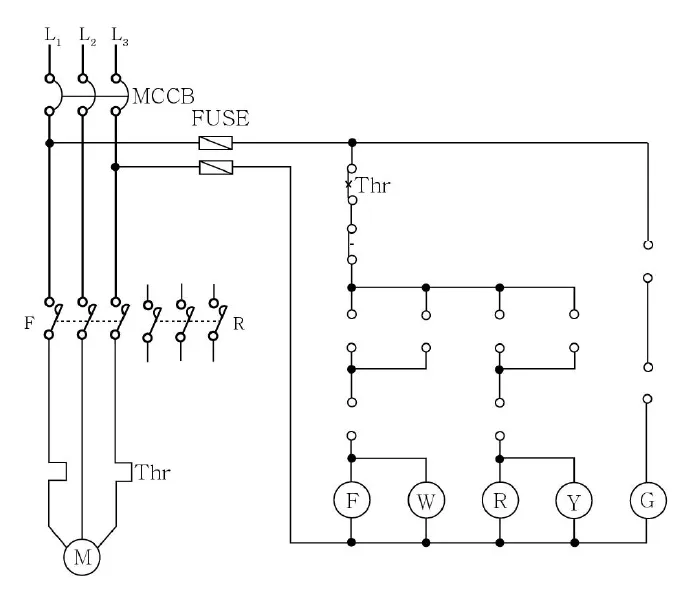 L₁ L₂ L₃
MCCB
FUSE
Thr
F R
Thr
F W R Y G
M